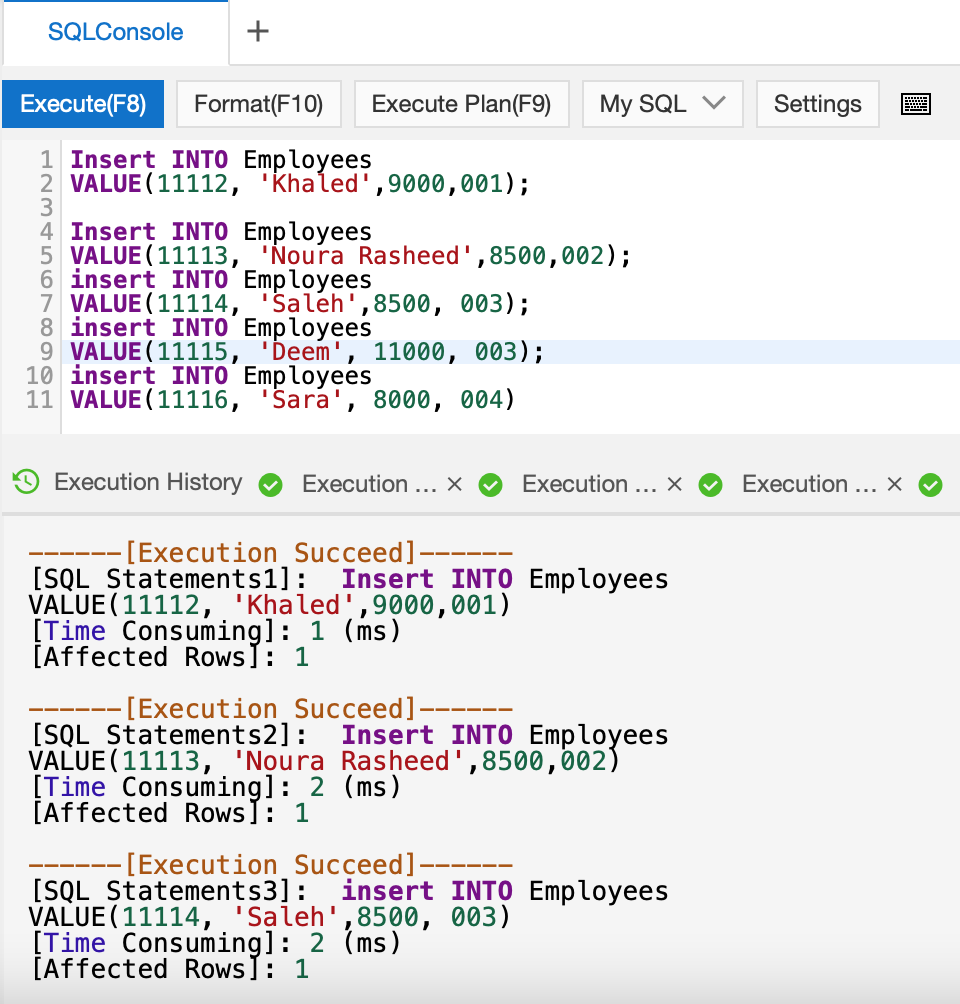 SQLConsole +
Execute(F8) Format(F10) Execute Plan(F9) My SQL Settings
1 Insert INTO Employees
2 VALUE(11112, 'Khaled',9000,001);
3
4 Insert INTO Employees
5 VALUE(11113, 'Noura Rasheed',8500,002);
6 insert INTO Employees
7 VALUE(11114, 'Saleh',8500, 003);
8 insert INTO Employees
9 VALUE(11115, 'Deem', 11000, 003);
10 insert INTO Employees
11 VALUE(11116, 'Sara', 8000, 004)
Execution History Execution ... × Execution ... × Execution ... ×
------[Execution Succeed]------
[SQL Statements1]:  Insert INTO Employees
VALUE(11112, 'Khaled',9000,001)
[Time Consuming]: 1 (ms)
[Affected Rows]: 1
------[Execution Succeed]------
[SQL Statements2]:  Insert INTO Employees
VALUE(11113, 'Noura Rasheed',8500,002)
[Time Consuming]: 2 (ms)
[Affected Rows]: 1
------[Execution Succeed]------
[SQL Statements3]:  insert INTO Employees
VALUE(11114, 'Saleh',8500, 003)
[Time Consuming]: 2 (ms)
[Affected Rows]: 1